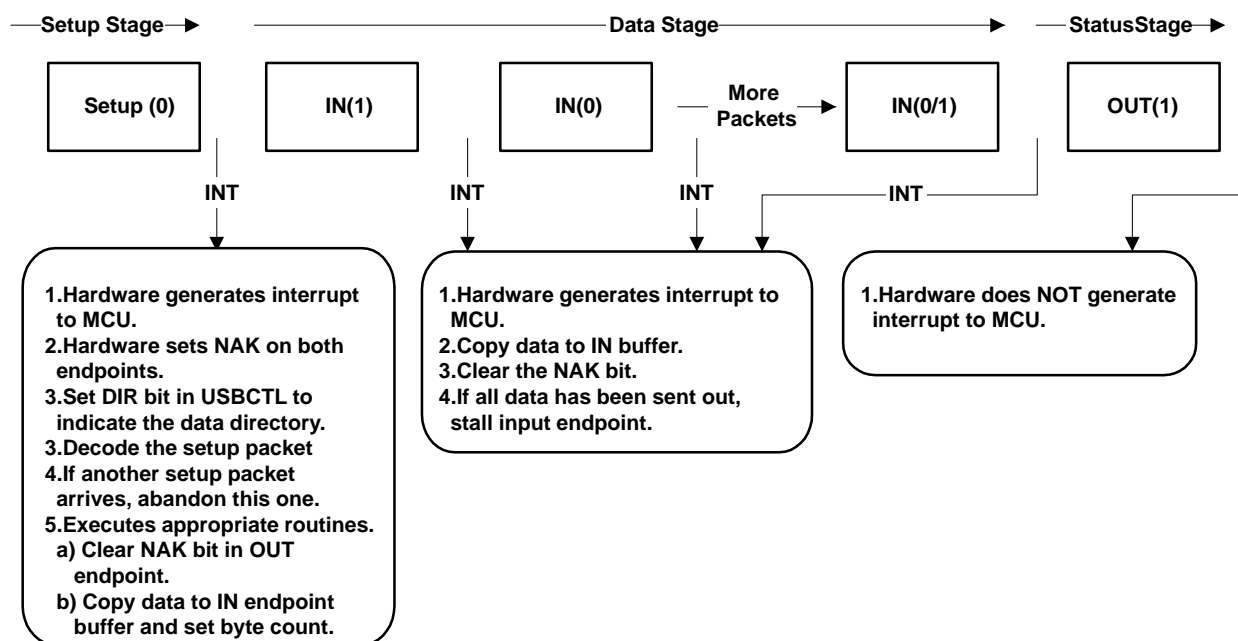 Setup Stage
Data Stage
StatusStage
Setup (0)
IN(1)
IN(0)
More
Packets
IN(0/1)
OUT(1)
INT
INT
INT
INT
1.Hardware generates interrupt
to MCU.
2.Hardware sets NAK on both
endpoints.
3.Set DIR bit in USBCTL to
indicate the data directory.
3.Decode the setup packet
4.If another setup packet
arrives, abandon this one.
5.Executes appropriate routines.
a) Clear NAK bit in OUT
endpoint.
b) Copy data to IN endpoint
buffer and set byte count.
1.Hardware generates interrupt to
MCU.
2.Copy data to IN buffer.
3.Clear the NAK bit.
4.If all data has been sent out,
stall input endpoint.
1.Hardware does NOT generate
interrupt to MCU.